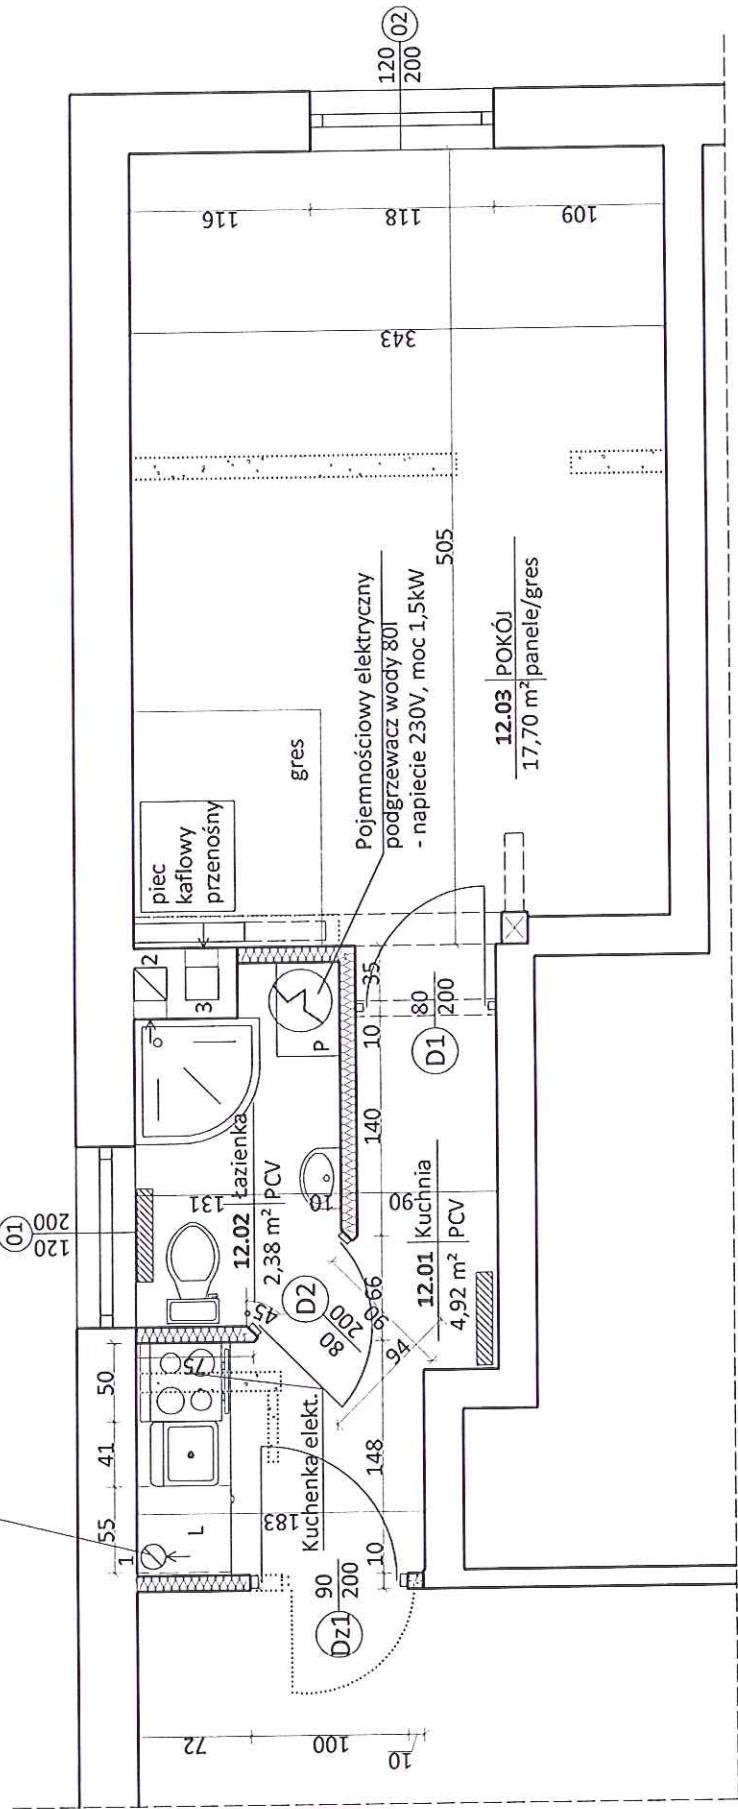 02
120
200
116
118
109
343
505
piec
kaflowy
przenośny
gres
Pojemnościowy elektryczny
podgrzewacz wody 80l
- napiecie 230V, moc 1,5kW
12.03 POKÓJ
17,70 m² panele/gres
2
3
P
35
10
80
200
D1
140
01
120
200
131
12.02 Łazienka
2,38 m² PCV
10
90
12.01 Kuchnia
4,92 m² PCV
45
D2
80
200
90
66
94
75
50
41
55
148
183
Kuchenka elekt.
1
L
10
90
200
Dz1
72
100
10